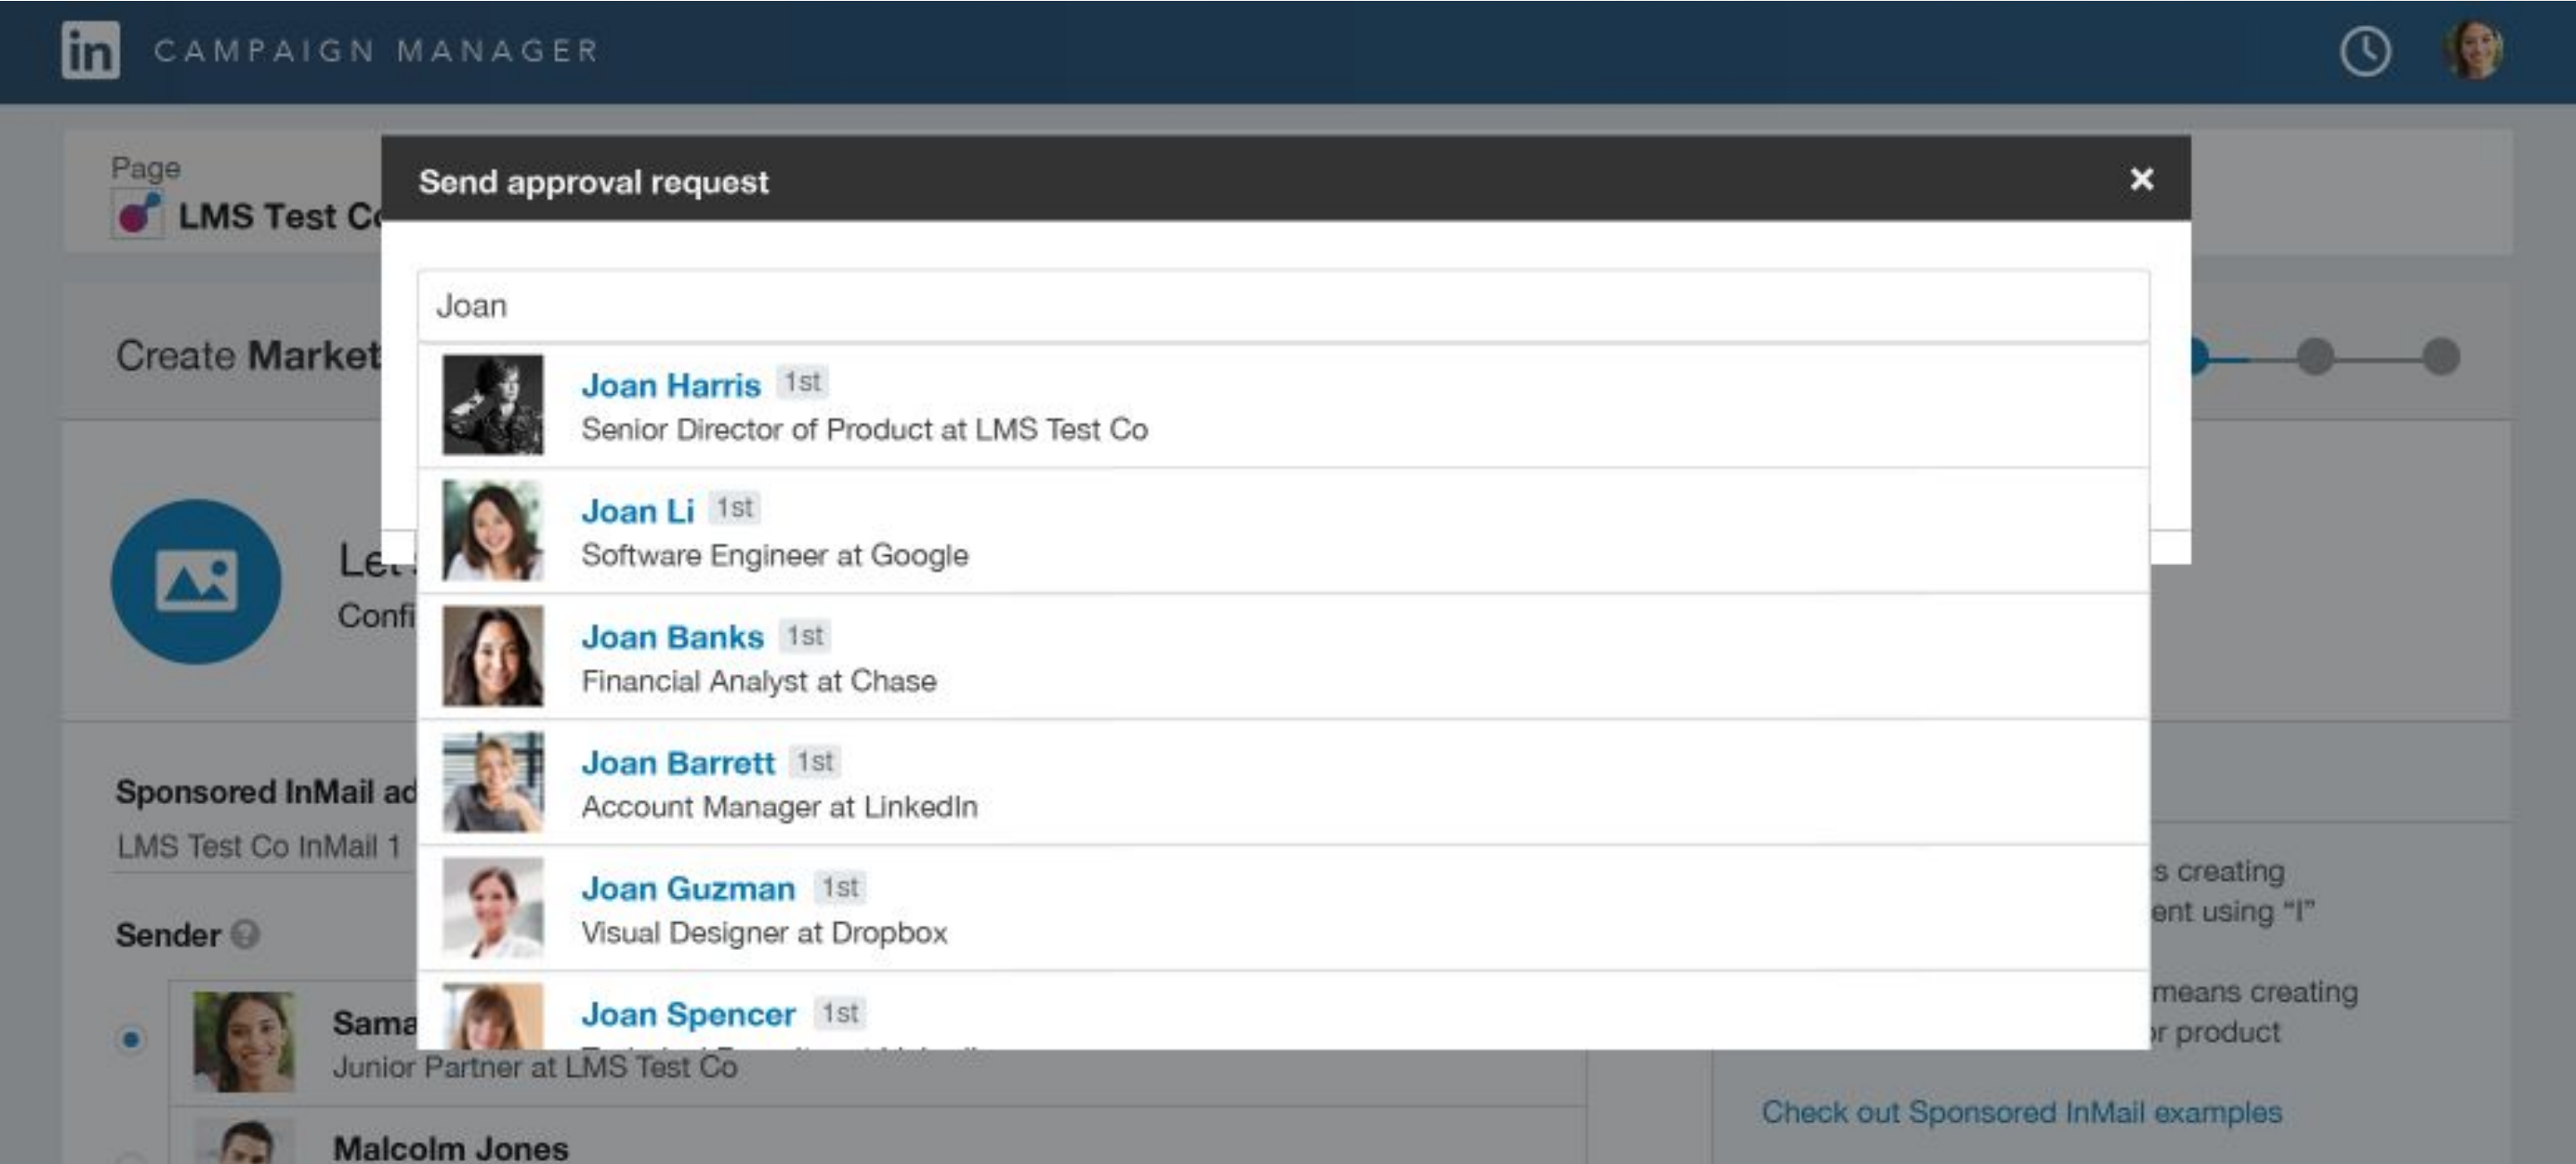 in CAMPAIGN MANAGER
Page
LMS Test Co
Send approval request
Joan
Create Market
Joan Harris 1st
Senior Director of Product at LMS Test Co
Joan Li 1st
Software Engineer at Google
Let's
Confi
Joan Banks 1st
Financial Analyst at Chase
Joan Barrett 1st
Account Manager at LinkedIn
Sponsored InMail ad
LMS Test Co InMail 1
Joan Guzman 1st
Visual Designer at Dropbox
Sender
Joan Spencer 1st
Sama
Junior Partner at LMS Test Co
Malcolm Jones
s creating
ent using “I”
means creating
or product
Check out Sponsored InMail examples